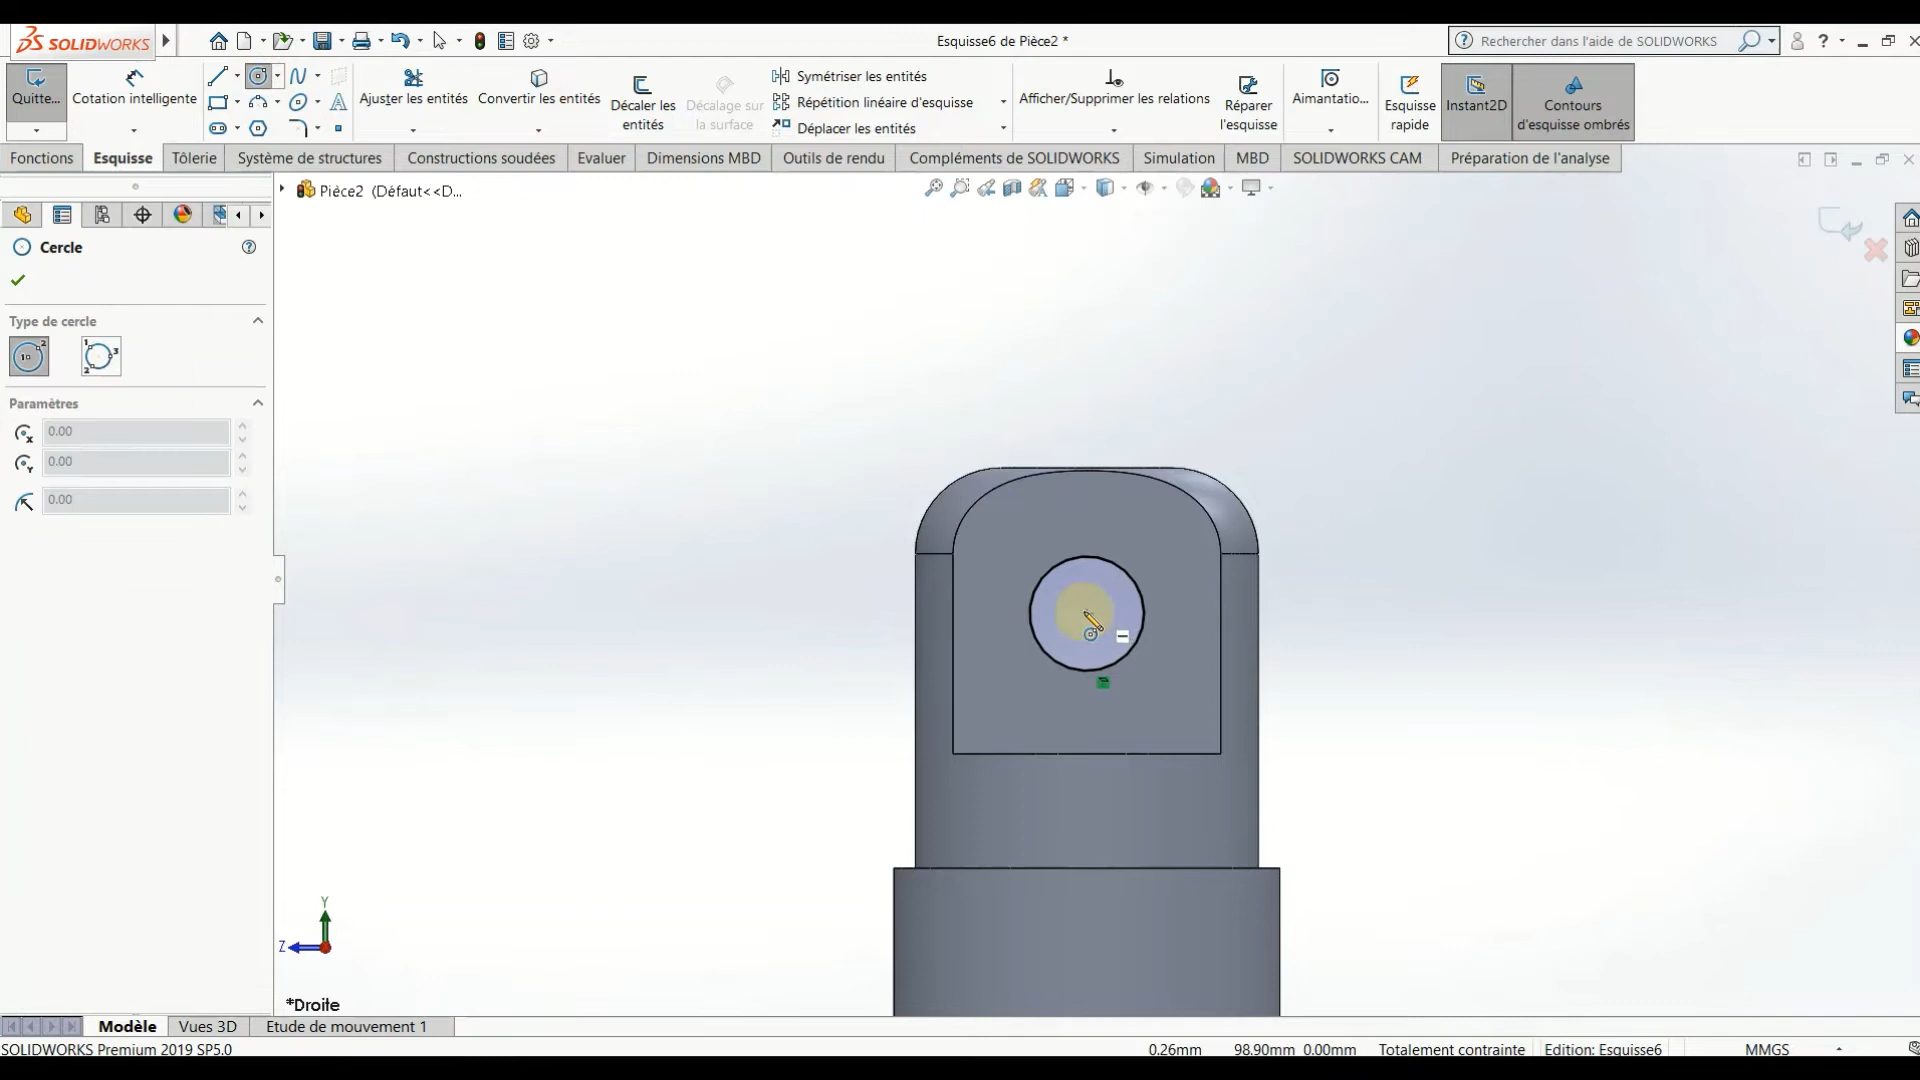 SOLIDWORKS
Esquisse6 de Pièce2 *
Rechercher dans l'aide de SOLIDWORKS
Quitte...
Cotation intelligente
Ajuster les entités
Convertir les entités
Décaler les
entités
Décalage sur
la surface
Symétriser les entités
Répétition linéaire d'esquisse
Déplacer les entités
Afficher/Supprimer les relations
Réparer
l'esquisse
Aimantatio...
Esquisse
rapide
Instant2D
Contours
d'esquisse ombrés
Fonctions
Esquisse
Tôlerie
Système de structures
Constructions soudées
Evaluer
Dimensions MBD
Outils de rendu
Compléments de SOLIDWORKS
Simulation
MBD
SOLIDWORKS CAM
Préparation de l'analyse
Pièce2 (Défaut<<D...
Cercle
Type de cercle
Paramètres
0.00
0.00
0.00
Y
Z
*Droite
Modèle
Vues 3D
Etude de mouvement 1
SOLIDWORKS Premium 2019 SP5.0
0.26mm
98.90mm 0.00mm
Totalement contrainte
Edition: Esquisse6
MMGS